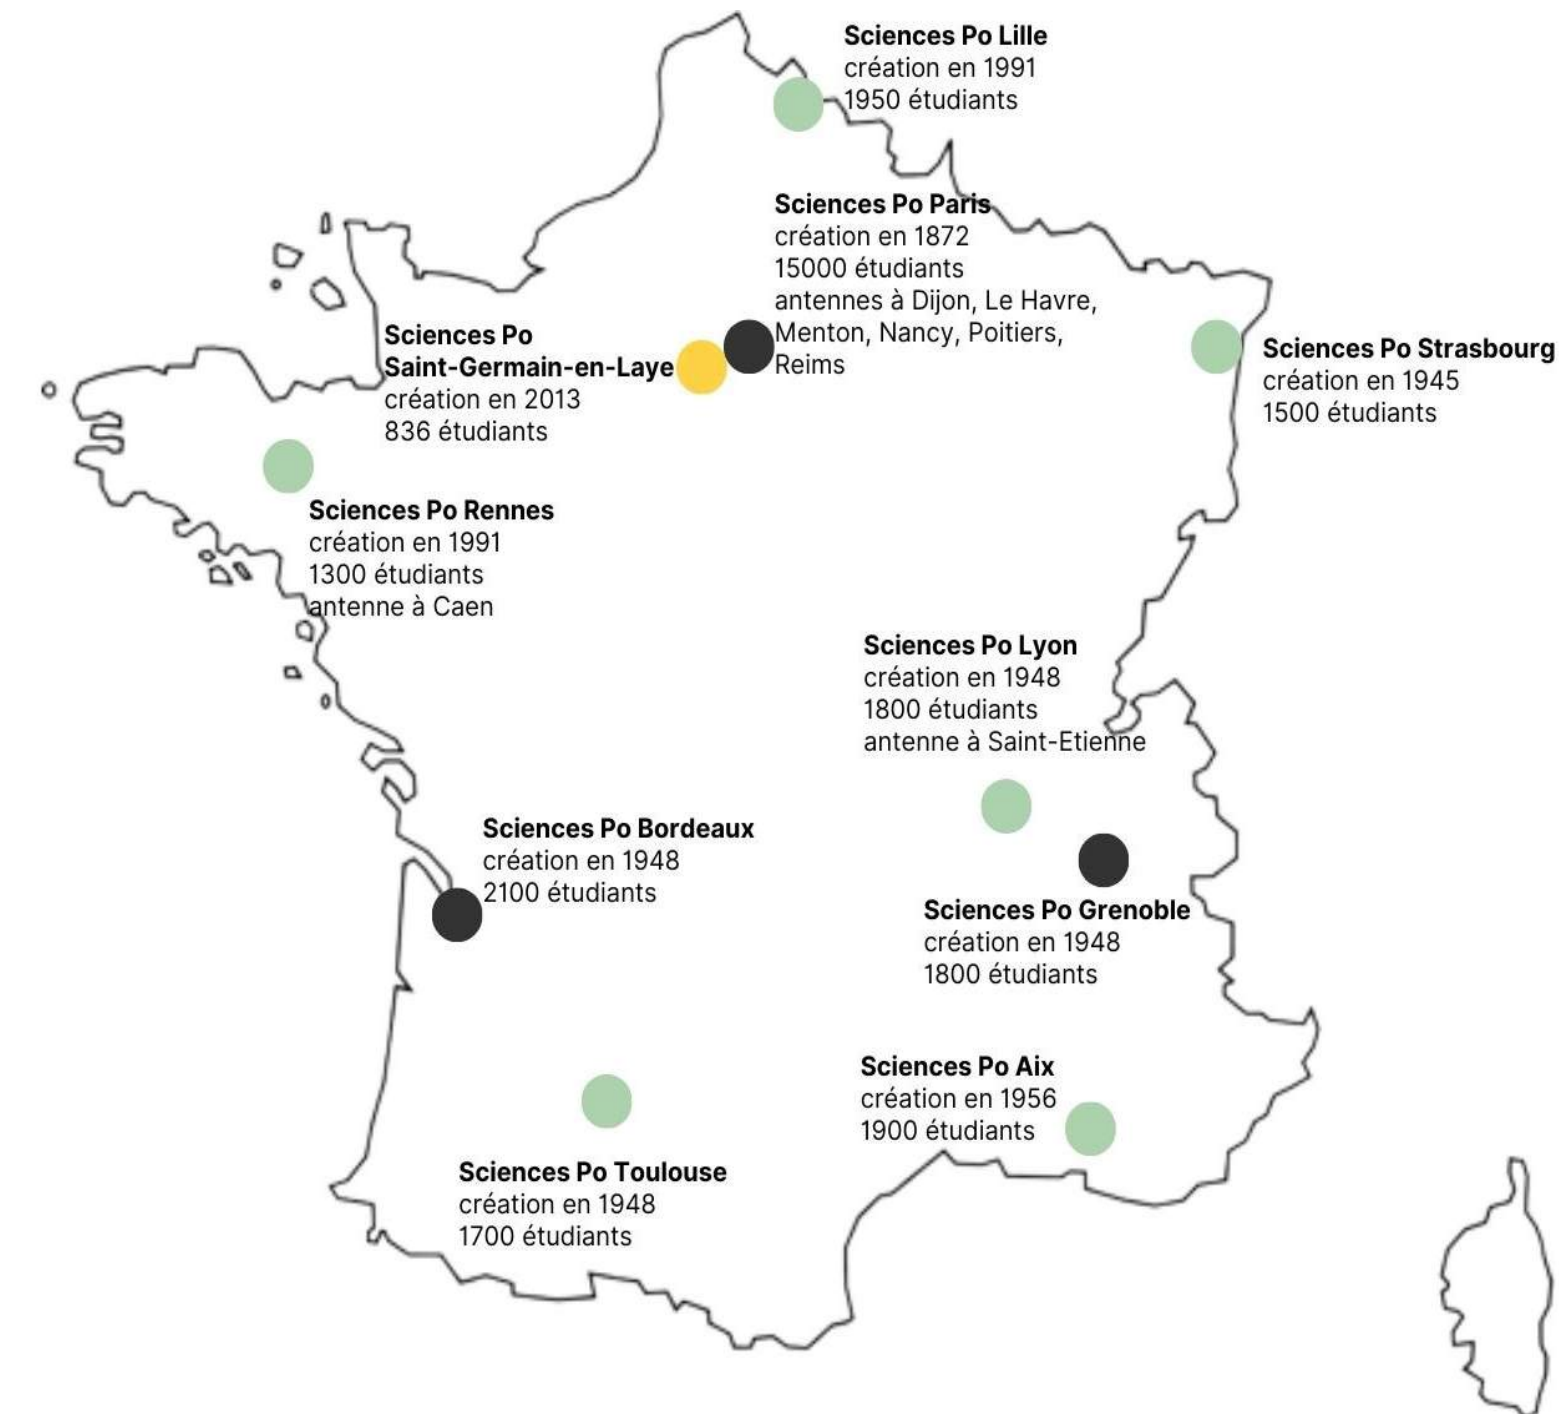 Sciences Po Lille
création en 1991
1950 étudiants
Sciences Po Paris
création en 1872
15000 étudiants
antennes à Dijon, Le Havre,
Menton, Nancy, Poitiers,
Reims
Sciences Po
Saint-Germain-en-Laye
création en 2013
836 étudiants
Sciences Po Strasbourg
création en 1945
1500 étudiants
Sciences Po Rennes
création en 1991
1300 étudiants
antenne à Caen
Sciences Po Lyon
création en 1948
1800 étudiants
antenne à Saint-Etienne
Sciences Po Bordeaux
création en 1948
2100 étudiants
Sciences Po Grenoble
création en 1948
1800 étudiants
Sciences Po Aix
création en 1956
1900 étudiants
Sciences Po Toulouse
création en 1948
1700 étudiants